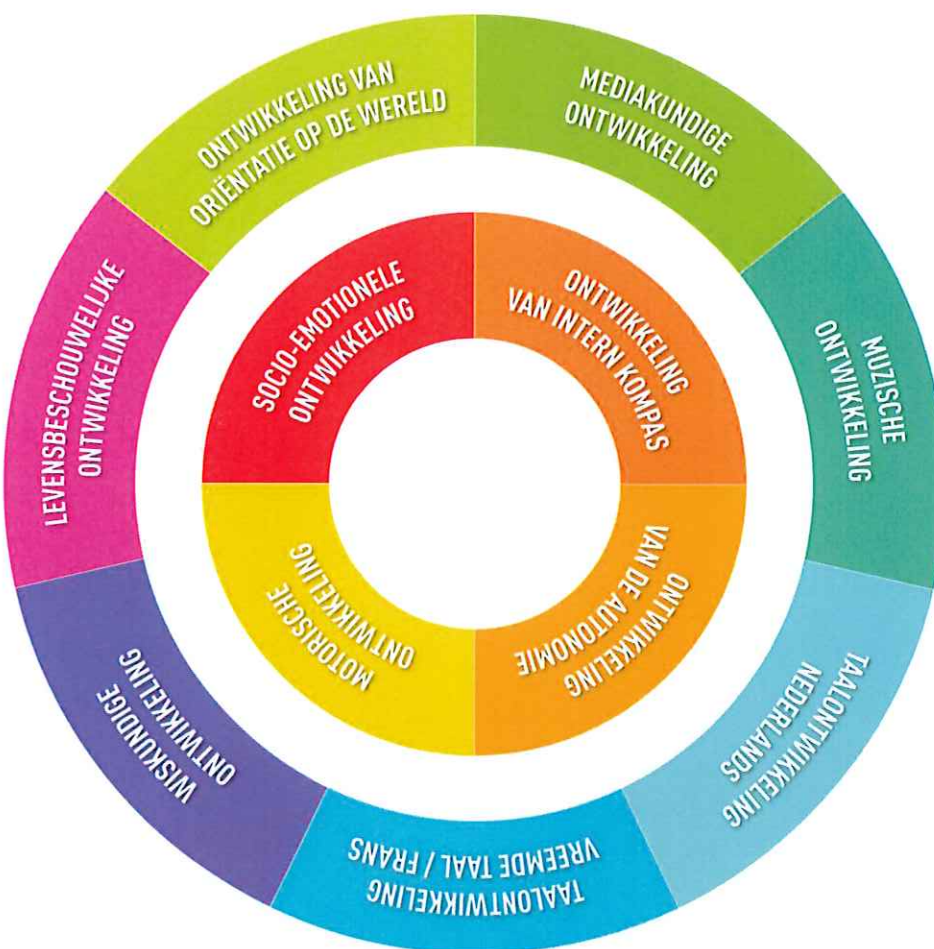 ONTWIKKELING VAN
ORIËNTATIE OP DE WERELD
MEDIAKUNDIGE
ONTWIKKELING
MUZISCHE
ONTWIKKELING
TAALONTWIKKELING
NEDERLANDS
TAALONTWIKKELING
VREEMDE TAAL / FRANS
WISKUNDIGE
ONTWIKKELING
LEVENSBESCHOUWELIJKE
ONTWIKKELING
SOCIO-EMOTIONELE
ONTWIKKELING
ONTWIKKELING
VAN INTERN KOMPAS
ONTWIKKELING
VAN DE AUTONOMIE
MOTORISCHE
ONTWIKKELING